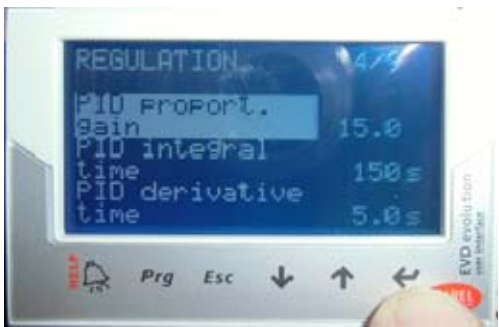 REGULATION 4/9
PID proport.
gain 15.0
PID integral
time 150s
PID derivative
time 5.0s
HELP Prg Esc
EVD evolution
user interface